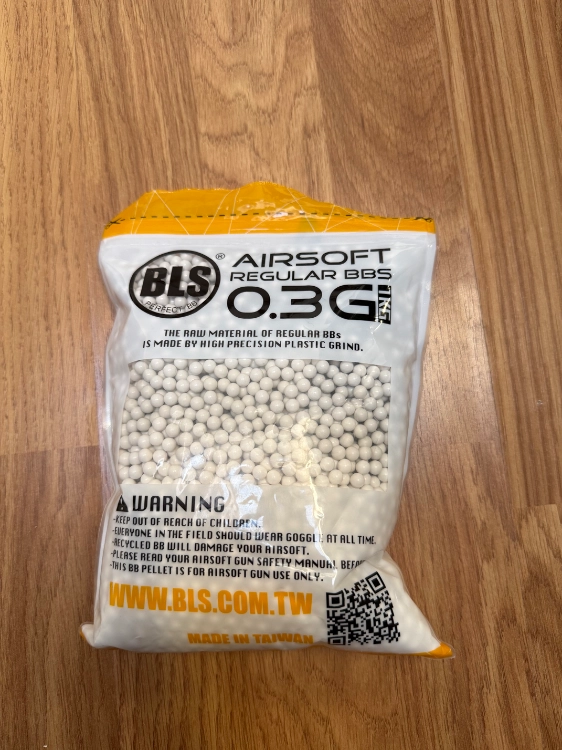 BLS®
PERFECT BB
AIRSOFT
REGULAR BBS
0.3G
1KG
THE RAW MATERIAL OF REGULAR BBs
IS MADE BY HIGH PRECISION PLASTIC GRIND.
WARNING
-KEEP OUT OF REACH OF CHILDREN.
-EVERYONE IN THE FIELD SHOULD WEAR GOGGLE AT ALL TIME.
-RECYCLED BB WILL DAMAGE YOUR AIRSOFT.
-PLEASE READ YOUR AIRSOFT GUN SAFETY MANUAL
-THIS BB PELLET IS FOR AIRSOFT GUN USE ONLY.
WWW.BLS.COM.TW
MADE IN TAIWAN